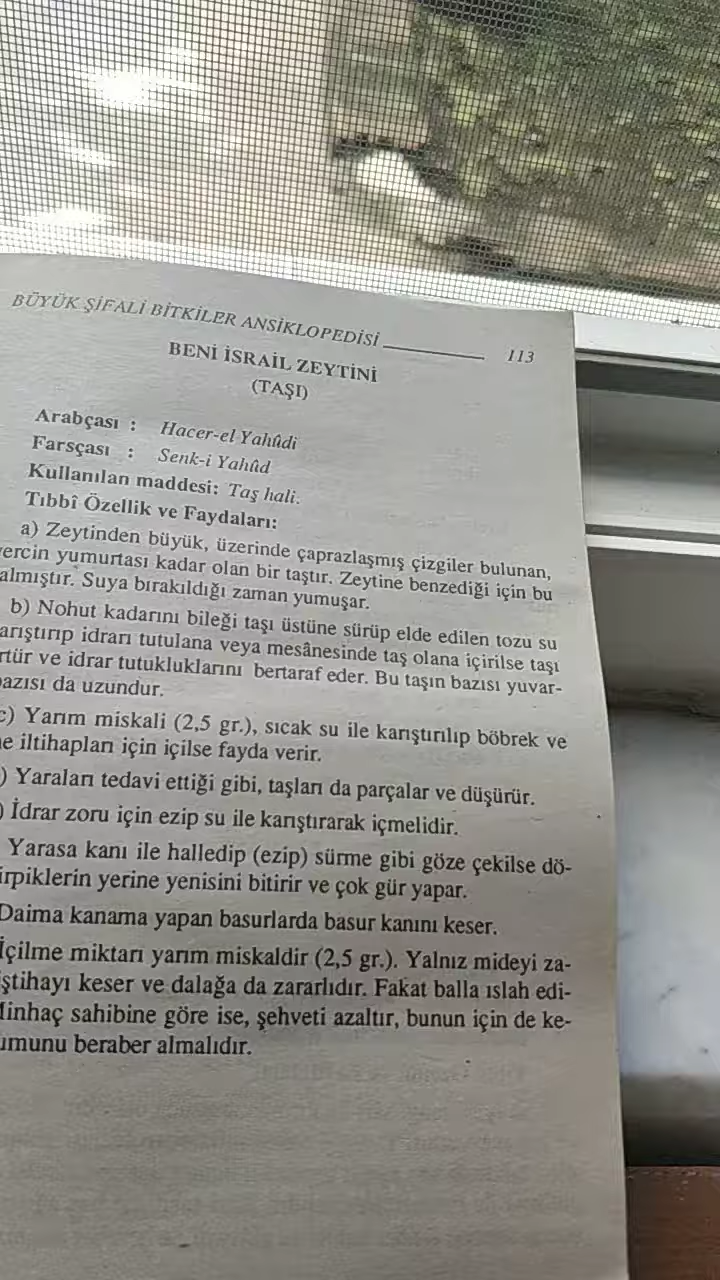 BÜYÜK ŞİFALİ BİTKİLER ANSİKLOPEDİSİ 113
BENİ İSRAİL ZEYTİNİ
(TAŞI)
Arabçası : Hacer-el Yahûdi
Farsçası : Senk-i Yahûd
Kullanılan maddesi: Taş hali.
Tıbbî Özellik ve Faydaları:
a) Zeytinden büyük, üzerinde çaprazlaşmış çizgiler bulunan,
ercin yumurtası kadar olan bir taştır. Zeytine benzediği için bu
almıştır. Suya bırakıldığı zaman yumuşar.
b) Nohut kadarını bileği taşı üstüne sürüp elde edilen tozu su
arıştırıp idrarı tutulana veya mesânesinde taş olana içirilse taşı
rtür ve idrar tutukluklarını bertaraf eder. Bu taşın bazısı yuvar-
bazısı da uzundur.
c) Yarım miskali (2,5 gr.), sıcak su ile karıştırılıp böbrek ve
e iltihapları için içilse fayda verir.
) Yaraları tedavi ettiği gibi, taşları da parçalar ve düşürür.
) İdrar zoru için ezip su ile karıştırarak içmelidir.
Yarasa kanı ile halledip (ezip) sürme gibi göze çekilse dö-
irpiklerin yerine yenisini bitirir ve çok gür yapar.
Daima kanama yapan basurlarda basur kanını keser.
İçilme miktarı yarım miskaldir (2,5 gr.). Yalnız mideyi za-
iştihayı keser ve dalağa da zararlıdır. Fakat balla ıslah edi-
Minhaç sahibine göre ise, şehveti azaltır, bunun için de ke-
umunu beraber almalıdır.